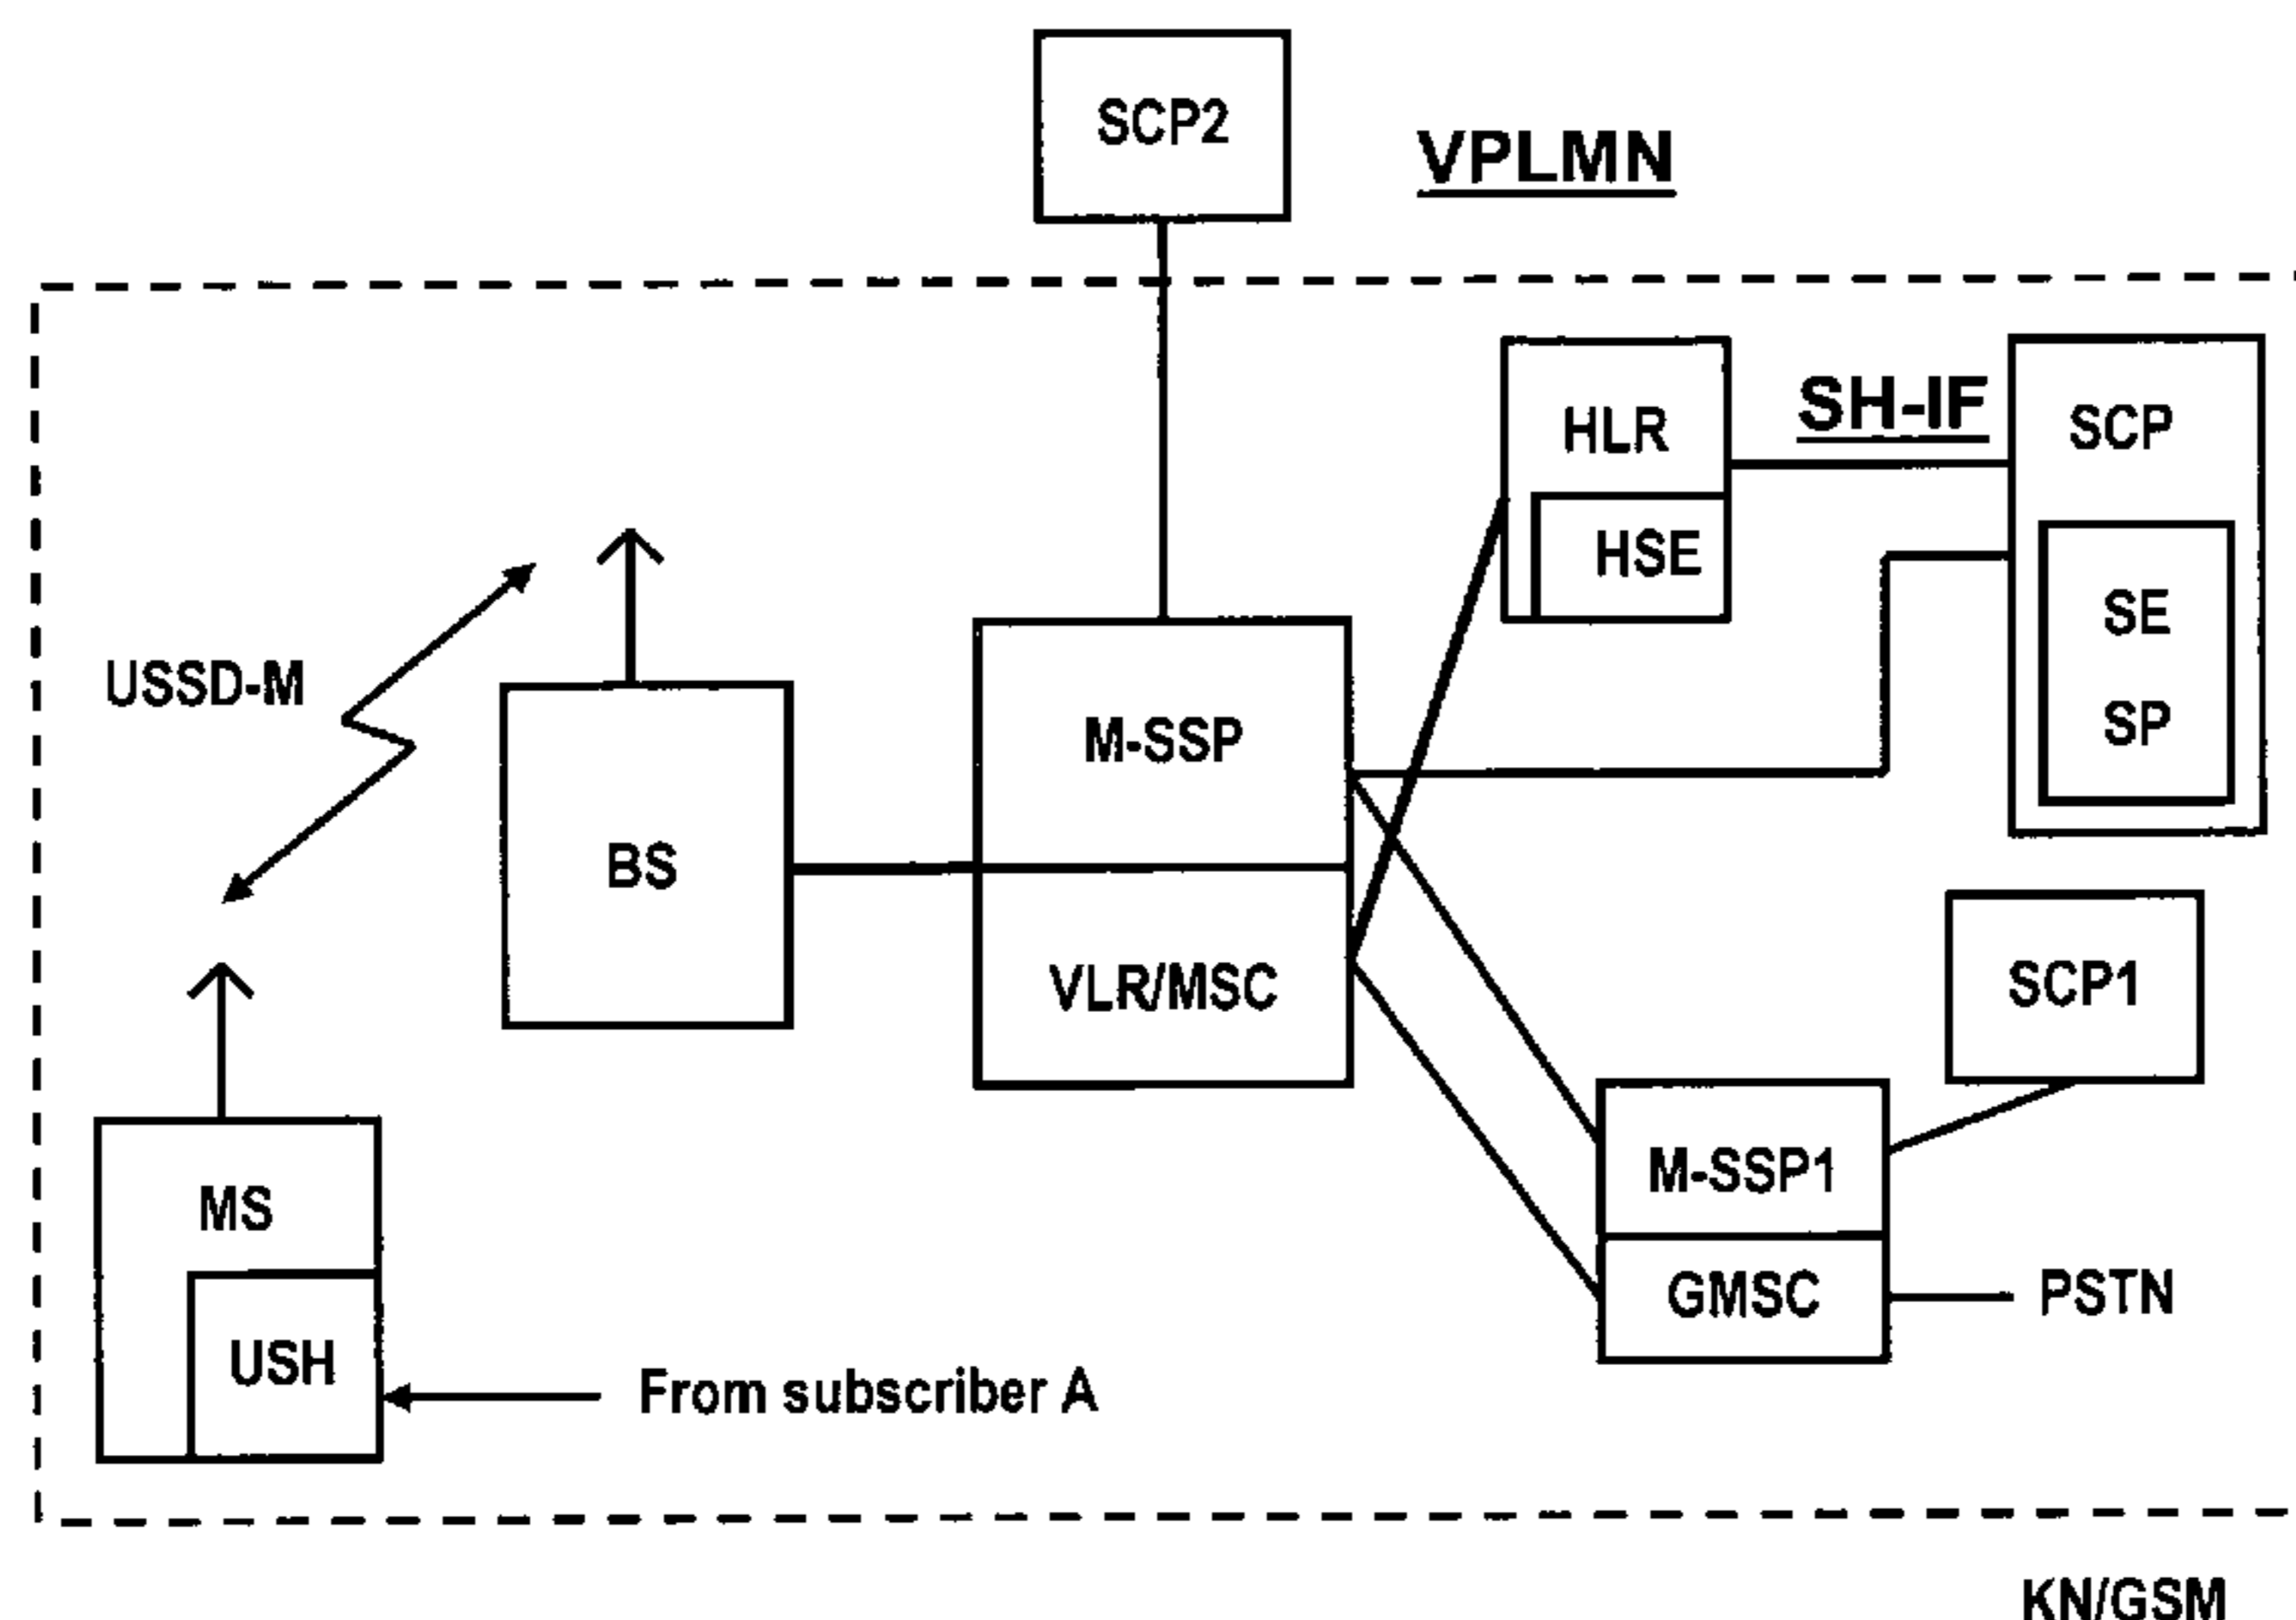 SCP2
VPLMN
HLR
SH-IF
SCP
HSE
SE
SP
USSD-M
M-SSP
BS
VLR/MSC
SCP1
M-SSP1
MS
GMSC
PSTN
USH
From subscriber A
KN/GSM